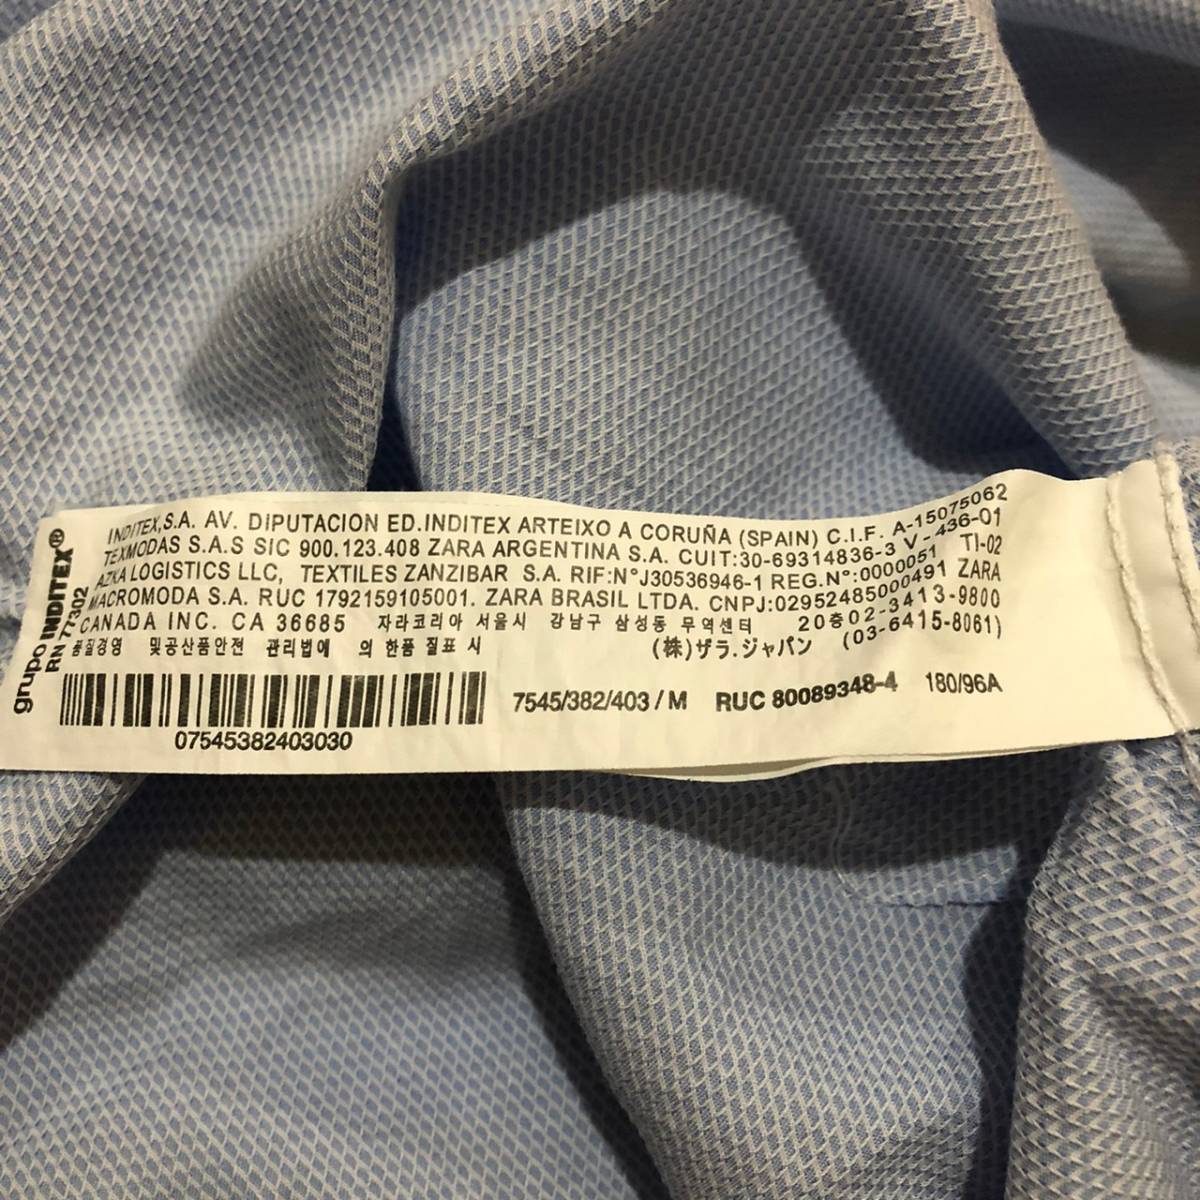 grupo INDITEX®
RN 77302
INDITEX,S.A. AV. DIPUTACION ED.INDITEX ARTEIXO A CORUÑA (SPAIN) C.I.F. A-15075062
TEXMODAS S.A.S SIC 900.123.408 ZARA ARGENTINA S.A. CUIT:30-69314836-3 V-436-01
AZKA LOGISTICS LLC, TEXTILES ZANZIBAR S.A. RIF:N°J30536946-1 REG.N°:0000051 TI-02
MACROMODA S.A. RUC 1792159105001. ZARA BRASIL LTDA. CNPJ:02952485000491 ZARA
CANADA INC. CA 36685 자라코리아 서울시 강남구 삼성동 무역센터 20층02-3413-9800
품질경영 및공산품안전 관리법에 의 한품 질표 시 (株)ザラ.ジャパン (03-6415-8061)
7545/382/403 / M RUC 80089348-4 180/96A
07545382403030